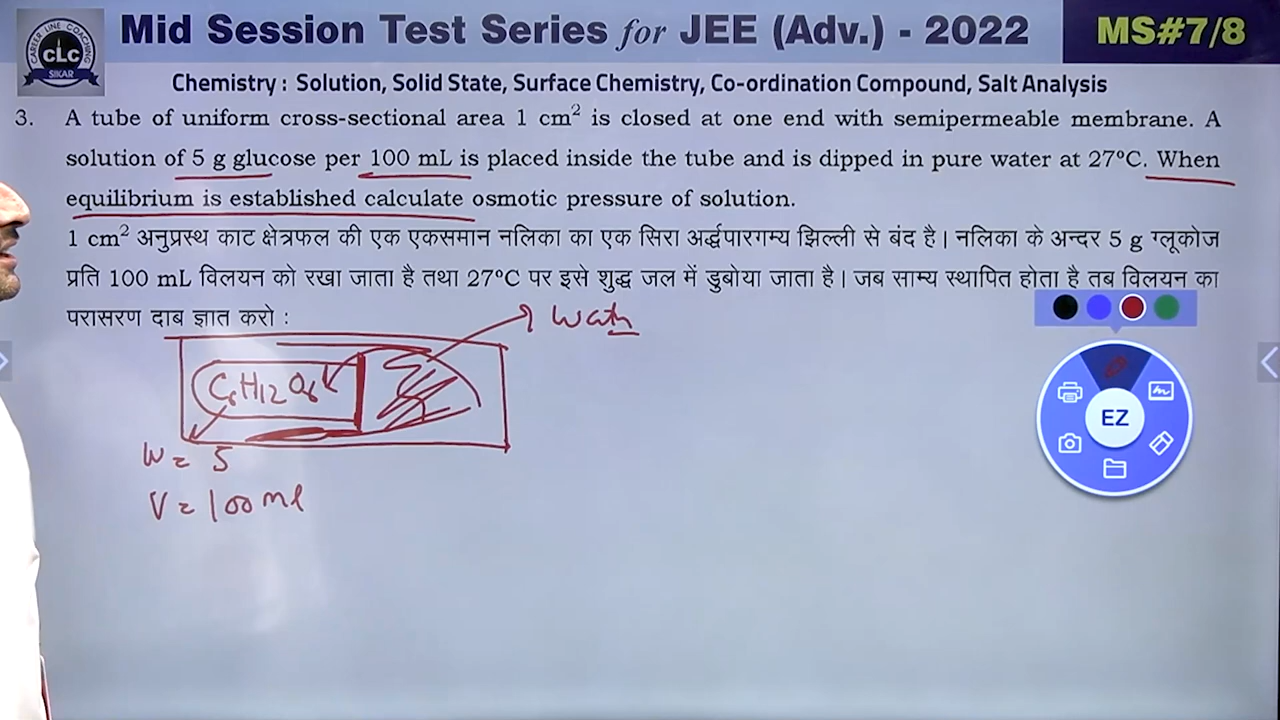 Mid Session Test Series for JEE (Adv.) - 2022
MS#7/8
CAREER LINE COACHING
CLC
SIKAR
Chemistry : Solution, Solid State, Surface Chemistry, Co-ordination Compound, Salt Analysis
3. A tube of uniform cross-sectional area 1 cm² is closed at one end with semipermeable membrane. A
solution of 5 g glucose per 100 mL is placed inside the tube and is dipped in pure water at 27ºC. When
equilibrium is established calculate osmotic pressure of solution.
1 cm² अनुप्रस्थ काट क्षेत्रफल की एक एकसमान नलिका का एक सिरा अर्द्धपारगम्य झिल्ली से बंद है। नलिका के अन्दर 5 g ग्लूकोज
प्रति 100 mL विलयन को रखा जाता है तथा 27ºC पर इसे शुद्ध जल में डुबोया जाता है। जब साम्य स्थापित होता है तब विलयन का
परासरण दाब ज्ञात करो :
C6H12O6
W = 5
V = 100 ml
EZ